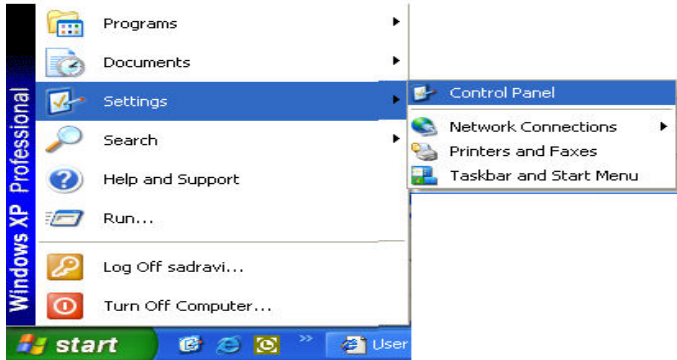 Programs
Documents
Settings
Search
Help and Support
Run...
Log Off sadravi...
Turn Off Computer...
Windows XP Professional
Control Panel
Network Connections
Printers and Faxes
Taskbar and Start Menu
start
User